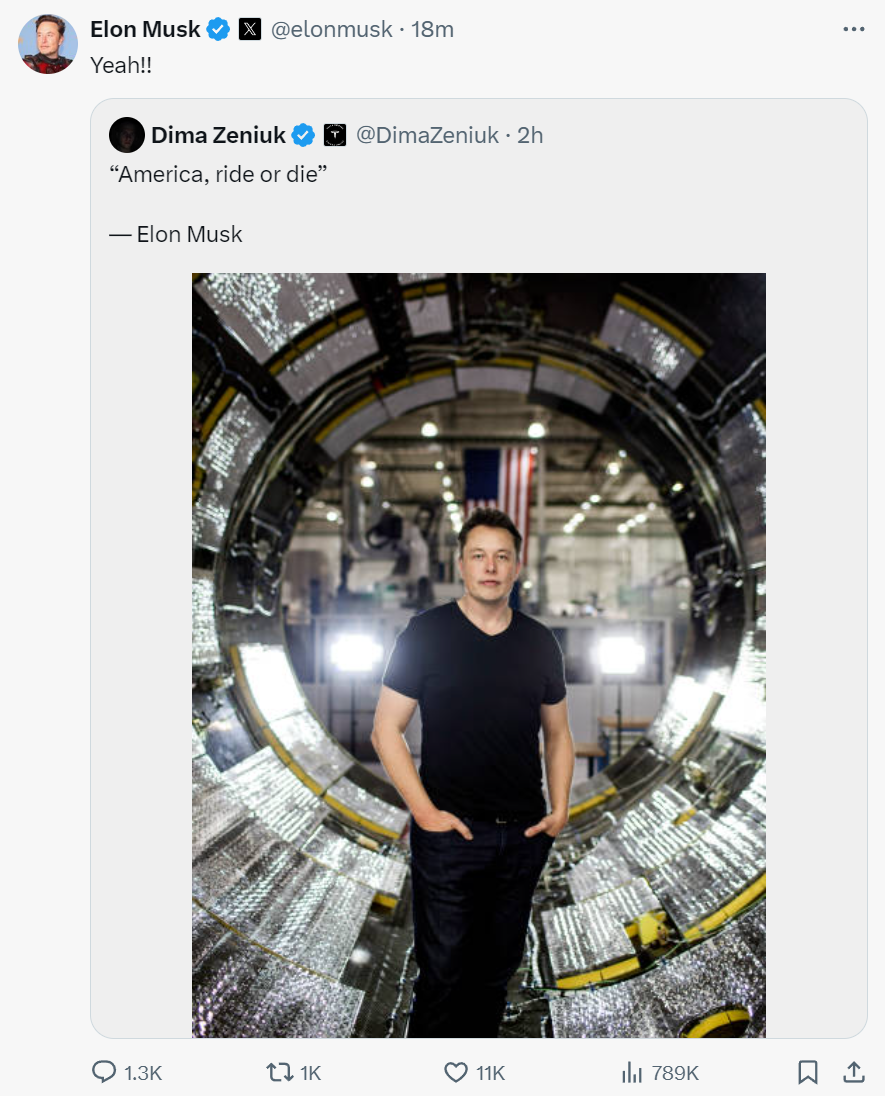 Elon Musk @elonmusk · 18m
Yeah!!
Dima Zeniuk @DimaZeniuk · 2h
“America, ride or die”
— Elon Musk
1.3K 1K 11K 789K